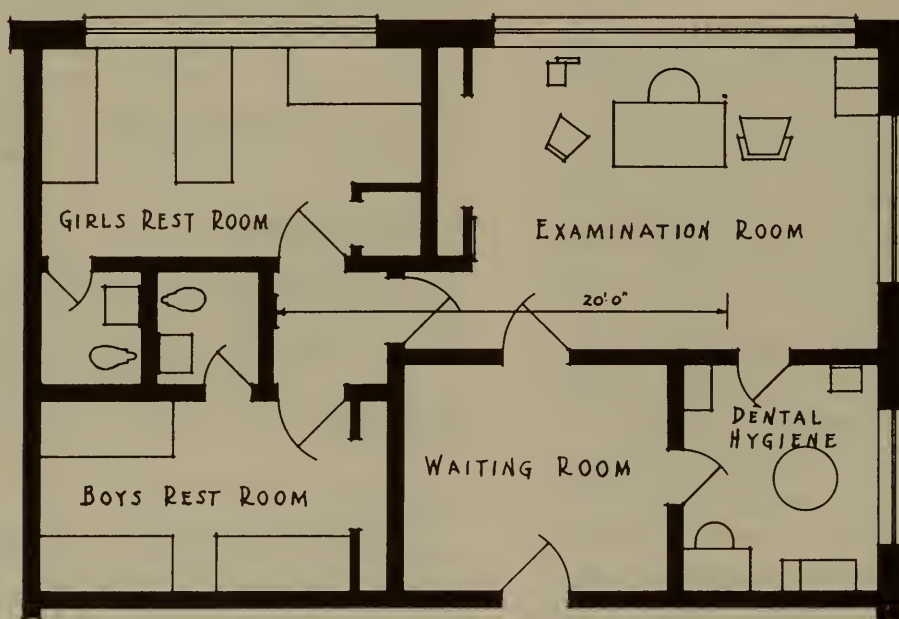 GIRLS REST ROOM
EXAMINATION ROOM
20'0"
DENTAL
HYGIENE
WAITING ROOM
BOYS REST ROOM